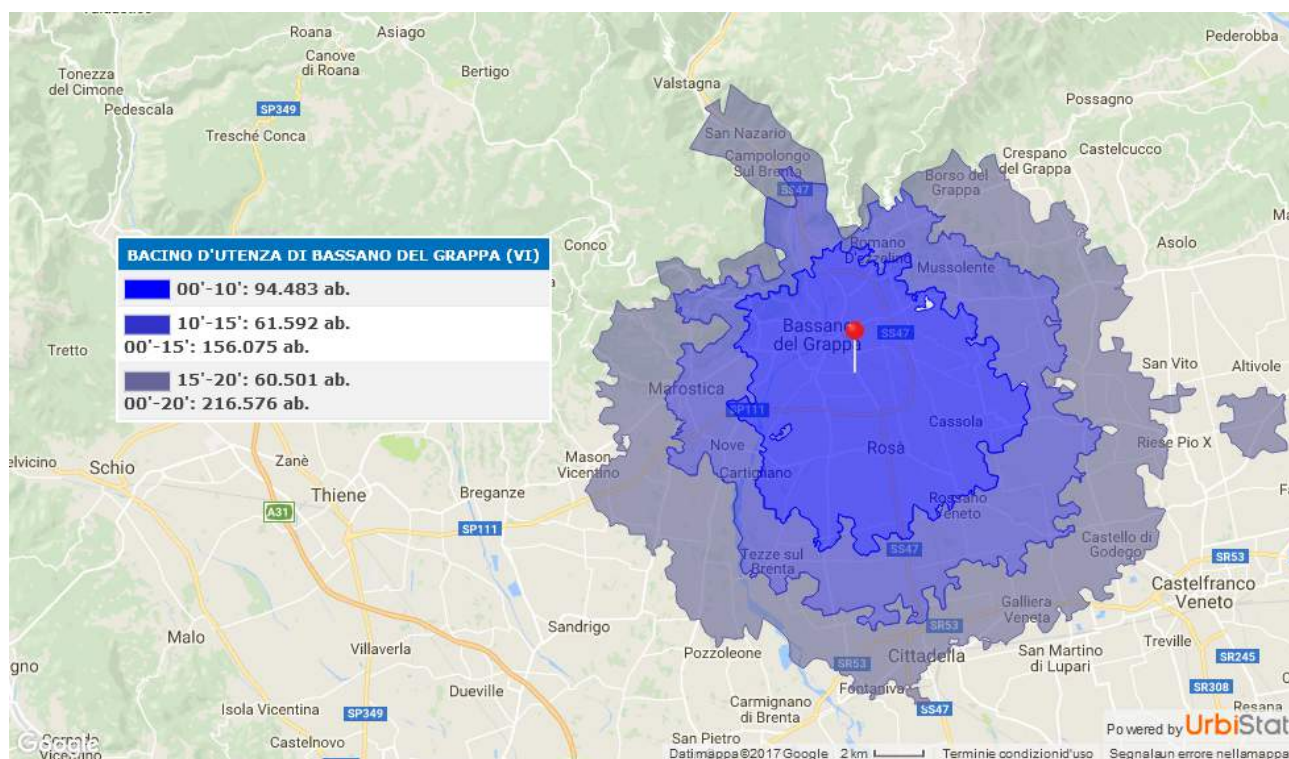 Roana
Asiago
Canove
di Roana
Bertigo
Tonezza
del Cimone
Pedescala
SP349
Tresché Conca
Valstagna
Pederobba
Possagno
San Nazario
Crespano
del Grappa
Castelcucco
Campolongo
Sul Brenta
SS47
Borso del
Grappa
Conco
Romano
D'ezzelino
Mussolente
Asolo
BACINO D'UTENZA DI BASSANO DEL GRAPPA (VI)
00'-10': 94.483 ab.
10'-15': 61.592 ab.
00'-15': 156.075 ab.
15'-20': 60.501 ab.
00'-20': 216.576 ab.
Bassano
del Grappa
SS47
Tretto
San Vito
Altivole
Marostica
SP111
Cassola
Nove
Rosà
Riese Pio X
Mason
Vicentino
Cartigliano
elvicino
Schio
Zanè
Thiene
Breganze
A31
SP111
Rossano
Veneto
SS47
Castello di
Godego
Tezze sul
Brenta
SR53
Castelfranco
Veneto
Galliera
Veneta
SR53
Sandrigo
Malo
Villaverla
Pozzoleone
Cittadella
San Martino
di Lupari
Treville
SR245
SR53
gno
Dueville
Fontaniva
SS47
SR308
Resana
Carmignano
di Brenta
Isola Vicentina
SP349
Castelnovo
San Pietro
Powered by UrbiStat
Google
Vicentino
Dati mappa ©2017 Google
2 km
Termini e condizioni d'uso
Segnala un errore nella mappa